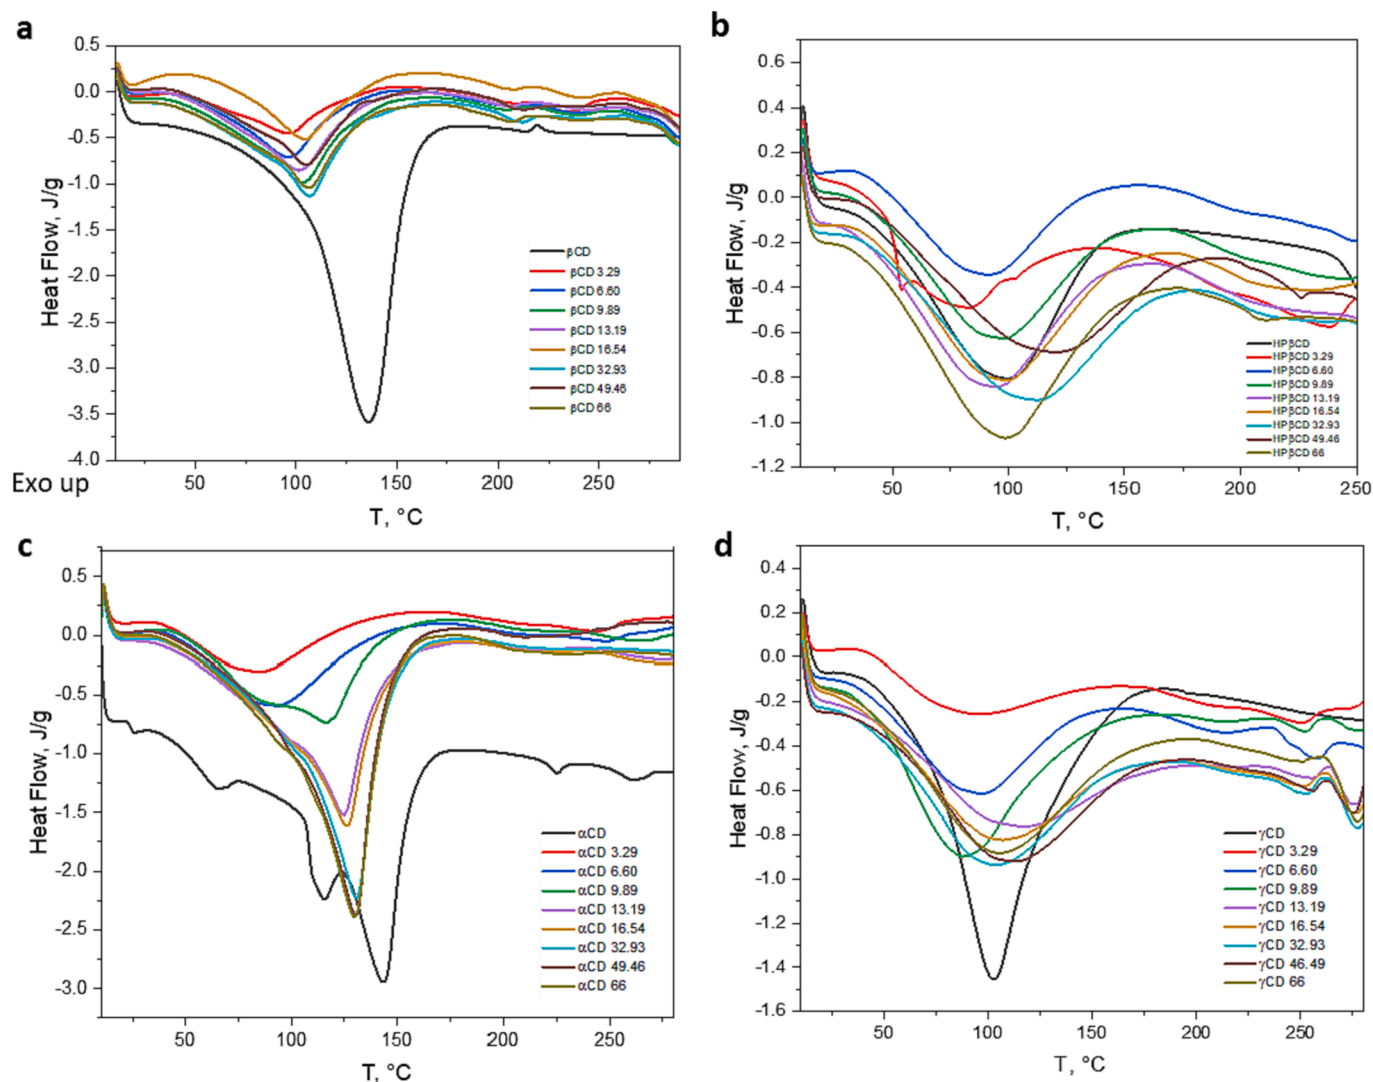 a
0.5
0.0
-0.5
-1.0
-1.5
-2.0
-2.5
-3.0
-3.5
-4.0
Heat Flow, J/g
βCD
βCD 3.29
βCD 6.60
βCD 9.89
βCD 13.19
βCD 16.54
βCD 32.93
βCD 49.46
βCD 66
50
100
150
200
250
Exo up
T, °C
b
0.6
0.4
0.2
0.0
-0.2
-0.4
-0.6
-0.8
-1.0
-1.2
Heat Flow, J/g
HPβCD
HPβCD 3.29
HPβCD 6.60
HPβCD 9.89
HPβCD 13.19
HPβCD 16.54
HPβCD 32.93
HPβCD 49.46
HPβCD 66
50
100
150
200
250
T, °C
c
0.5
0.0
-0.5
-1.0
-1.5
-2.0
-2.5
-3.0
Heat Flow, J/g
αCD
αCD 3.29
αCD 6.60
αCD 9.89
αCD 13.19
αCD 16.54
αCD 32.93
αCD 49.46
αCD 66
50
100
150
200
250
T, °C
d
0.4
0.2
0.0
-0.2
-0.4
-0.6
-0.8
-1.0
-1.2
-1.4
-1.6
Heat Flow, J/g
γCD
γCD 3.29
γCD 6.60
γCD 9.89
γCD 13.19
γCD 16.54
γCD 32.93
γCD 46.49
γCD 66
50
100
150
200
250
T, °C